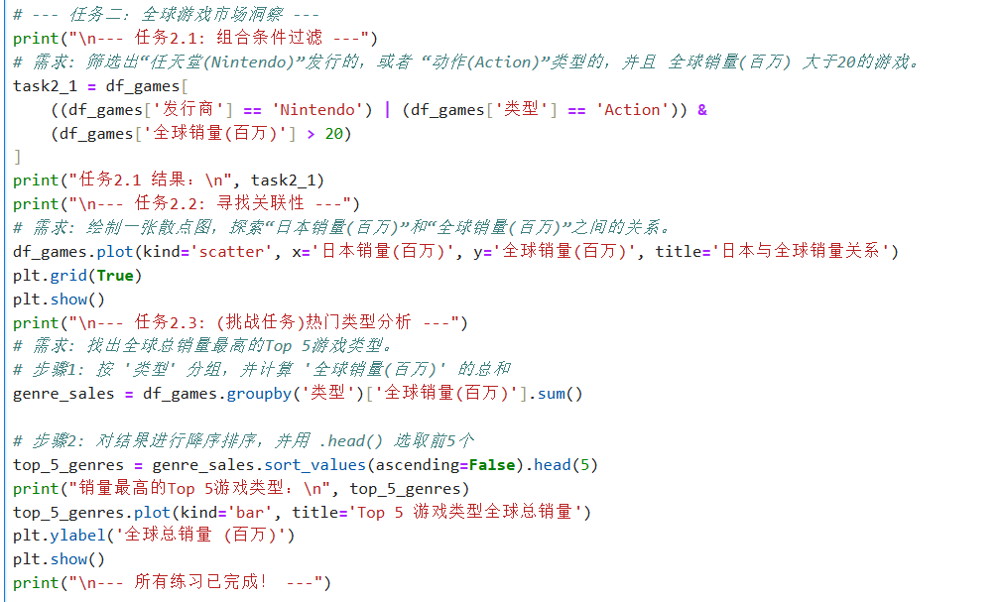 # --- 任务二: 全球游戏市场洞察 ---
print("\n--- 任务2.1: 组合条件过滤 ---")
# 需求: 筛选出“任天堂(Nintendo)”发行的，或者 “动作(Action)”类型的，并且 全球销量(百万) 大于20的游戏。
task2_1 = df_games[
    ((df_games['发行商'] == 'Nintendo') | (df_games['类型'] == 'Action')) &
    (df_games['全球销量(百万)'] > 20)
]
print("任务2.1 结果：\n", task2_1)
print("\n--- 任务2.2: 寻找关联性 ---")
# 需求: 绘制一张散点图，探索“日本销量(百万)”和“全球销量(百万)”之间的关系。
df_games.plot(kind='scatter', x='日本销量(百万)', y='全球销量(百万)', title='日本与全球销量关系')
plt.grid(True)
plt.show()
print("\n--- 任务2.3: (挑战任务)热门类型分析 ---")
# 需求: 找出全球总销量最高的Top 5游戏类型。
# 步骤1: 按 '类型' 分组，并计算 '全球销量(百万)' 的总和
genre_sales = df_games.groupby('类型')['全球销量(百万)'].sum()
# 步骤2: 对结果进行降序排序，并用 .head() 选取前5个
top_5_genres = genre_sales.sort_values(ascending=False).head(5)
print("销量最高的Top 5游戏类型：\n", top_5_genres)
top_5_genres.plot(kind='bar', title='Top 5 游戏类型全球总销量')
plt.ylabel('全球总销量 (百万)')
plt.show()
print("\n--- 所有练习已完成！ ---")